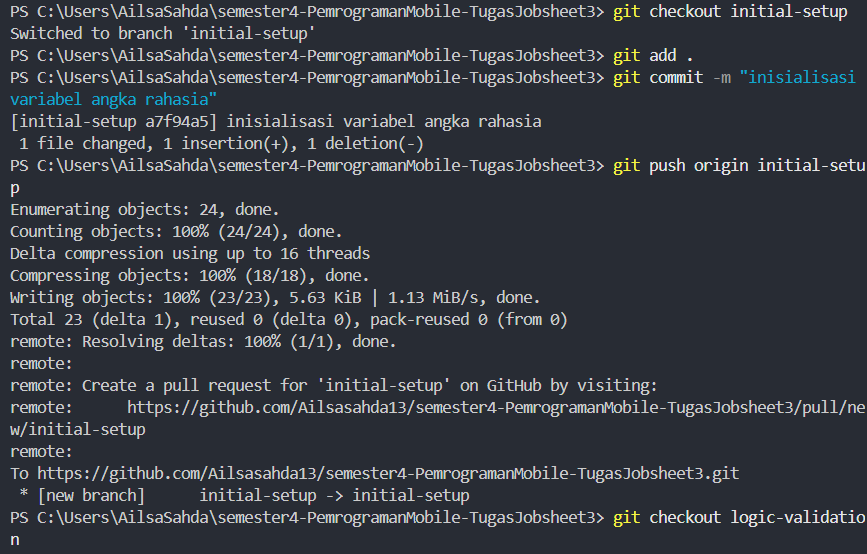 PS C:\Users\AilsaSahda\semester4-PemrogramanMobile-TugasJobsheet3> git checkout initial-setup
Switched to branch 'initial-setup'
PS C:\Users\AilsaSahda\semester4-PemrogramanMobile-TugasJobsheet3> git add .
PS C:\Users\AilsaSahda\semester4-PemrogramanMobile-TugasJobsheet3> git commit -m "inisialisasi
variabel angka rahasia"
[initial-setup a7f94a5] inisialisasi variabel angka rahasia
 1 file changed, 1 insertion(+), 1 deletion(-)
PS C:\Users\AilsaSahda\semester4-PemrogramanMobile-TugasJobsheet3> git push origin initial-setu
p
Enumerating objects: 24, done.
Counting objects: 100% (24/24), done.
Delta compression using up to 16 threads
Compressing objects: 100% (18/18), done.
Writing objects: 100% (23/23), 5.63 KiB | 1.13 MiB/s, done.
Total 23 (delta 1), reused 0 (delta 0), pack-reused 0 (from 0)
remote: Resolving deltas: 100% (1/1), done.
remote:
remote: Create a pull request for 'initial-setup' on GitHub by visiting:
remote:      https://github.com/Ailsasahda13/semester4-PemrogramanMobile-TugasJobsheet3/pull/ne
w/initial-setup
remote:
To https://github.com/Ailsasahda13/semester4-PemrogramanMobile-TugasJobsheet3.git
 * [new branch]      initial-setup -> initial-setup
PS C:\Users\AilsaSahda\semester4-PemrogramanMobile-TugasJobsheet3> git checkout logic-validatio
n